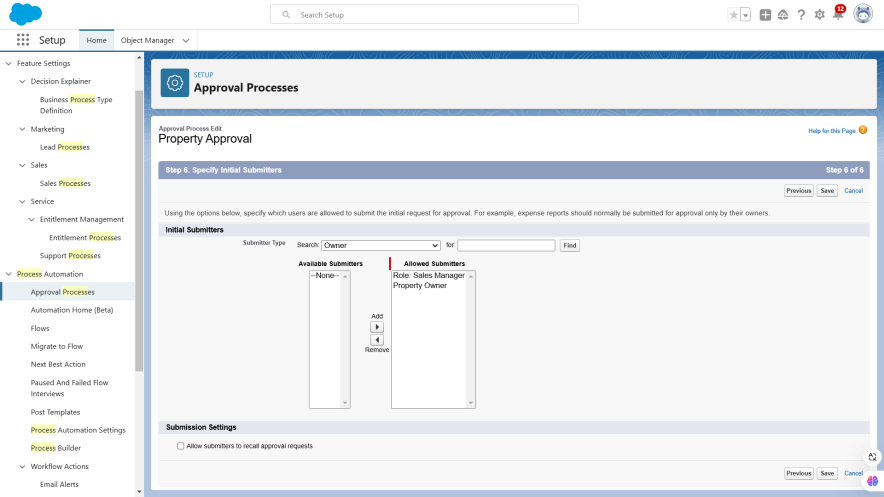 Search Setup
12
Setup
Home
Object Manager
Feature Settings
Decision Explainer
Business Process Type
Definition
Marketing
Lead Processes
Sales
Sales Processes
Service
Entitlement Management
Entitlement Processes
Support Processes
Process Automation
Approval Processes
Automation Home (Beta)
Flows
Migrate to Flow
Next Best Action
Paused And Failed Flow
Interviews
Post Templates
Process Automation Settings
Process Builder
Workflow Actions
Email Alerts
SETUP
Approval Processes
Approval Process Edit
Property Approval
Help for this Page
Step 6. Specify Initial Submitters Step 6 of 6
Previous Save Cancel
Using the options below, specify which users are allowed to submit the initial request for approval. For example, expense reports should normally be submitted for approval only by their owners.
Initial Submitters
Submitter Type Search: Owner for: Find
Available Submitters Allowed Submitters
--None-- Role: Sales Manager
Property Owner
Add
Remove
Submission Settings
Allow submitters to recall approval requests
Previous Save Cancel